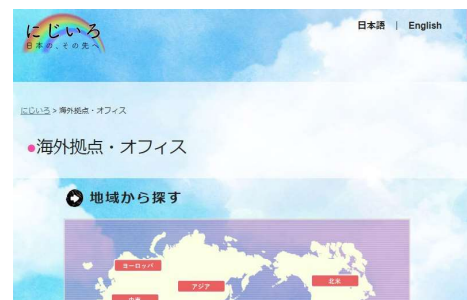 にじいろ
日本の、その先へ
日本語 | English
にじいろ > 海外拠点・オフィス
●海外拠点・オフィス
地域から探す
ヨーロッパ
アジア
北米
中東